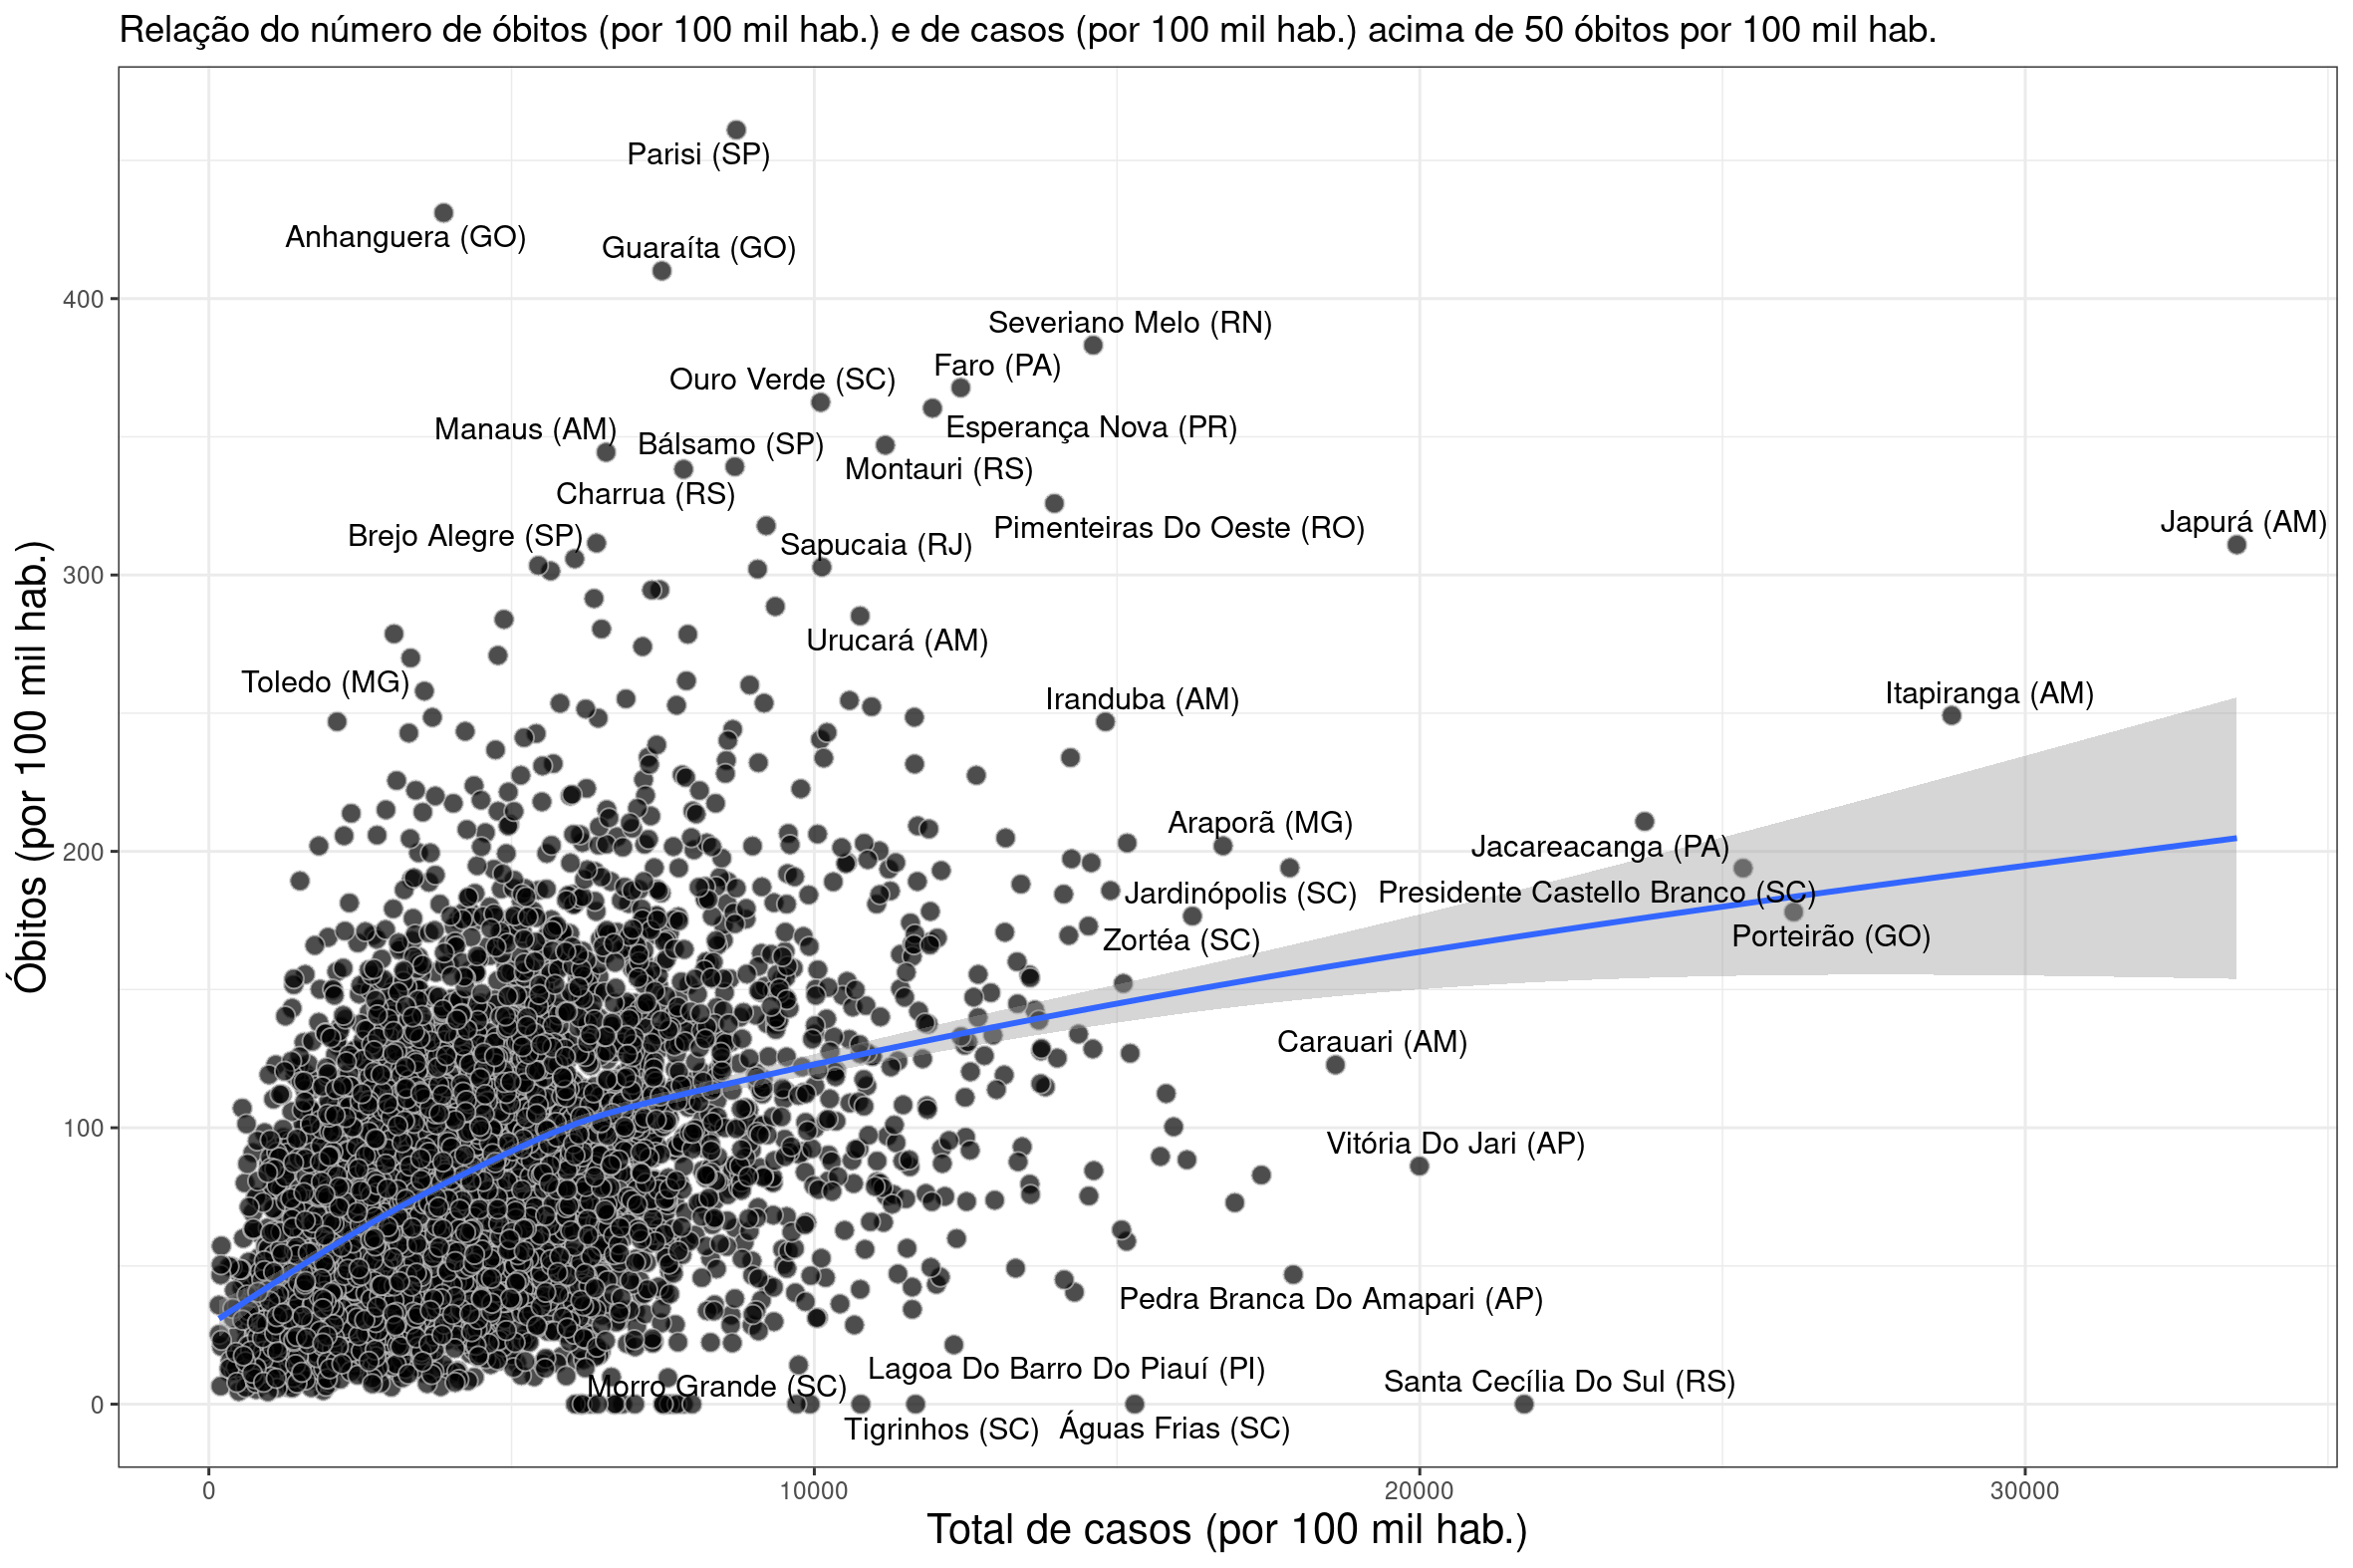 Relação do número de óbitos (por 100 mil hab.) e de casos (por 100 mil hab.) acima de 50 óbitos por 100 mil hab.
Parisi (SP)
Anhanguera (GO)
Guaraíta (GO)
400
Severiano Melo (RN)
Faro (PA)
Ouro Verde (SC)
Manaus (AM)
Esperança Nova (PR)
Bálsamo (SP)
Montauri (RS)
Charrua (RS)
Japurá (AM)
Pimenteiras Do Oeste (RO)
Brejo Alegre (SP)
Sapucaia (RJ)
300
Urucará (AM)
Toledo (MG)
Itapiranga (AM)
Iranduba (AM)
Óbitos (por 100 mil hab.)
Araporã (MG)
200
Jacareacanga (PA)
Jardinópolis (SC)
Presidente Castello Branco (SC)
Porteirão (GO)
Zortéa (SC)
Carauari (AM)
100
Vitória Do Jari (AP)
Pedra Branca Do Amapari (AP)
Lagoa Do Barro Do Piauí (PI)
Santa Cecília Do Sul (RS)
Morro Grande (SC)
0
Tigrinhos (SC)
Águas Frias (SC)
0
10000
20000
30000
Total de casos (por 100 mil hab.)